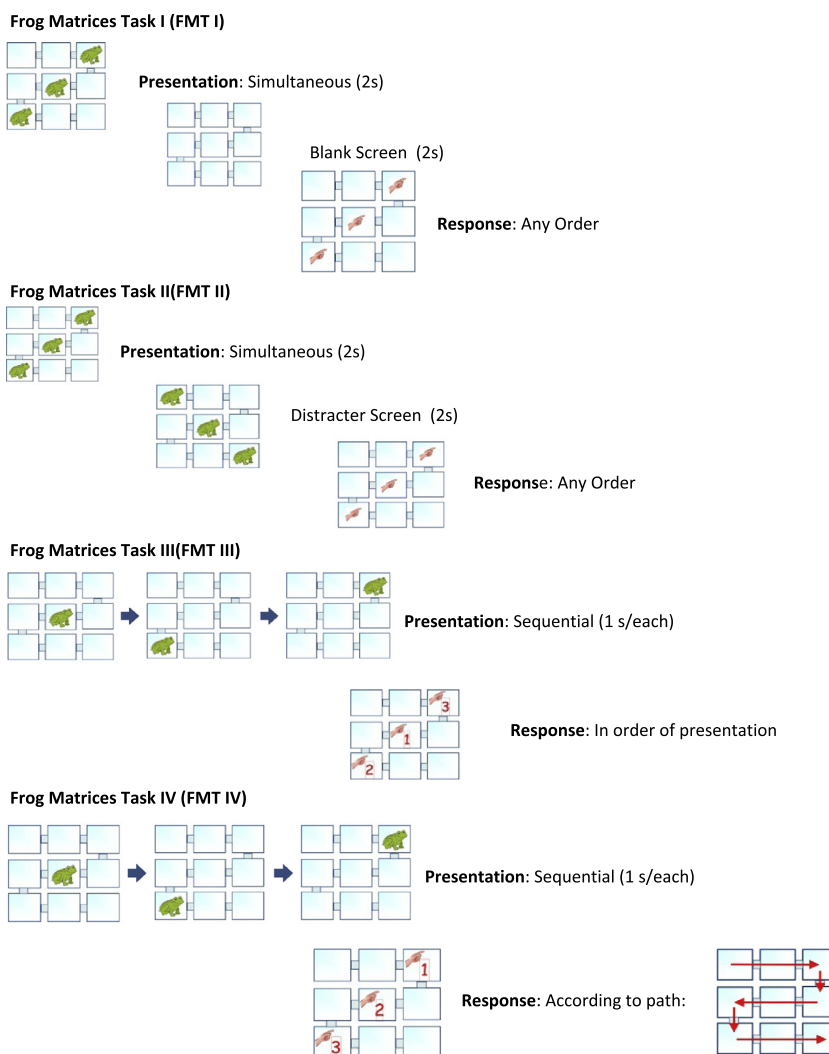 Frog Matrices Task I (FMT I)
Presentation: Simultaneous (2s)
Blank Screen (2s)
Response: Any Order
Frog Matrices Task II(FMT II)
Presentation: Simultaneous (2s)
Distracter Screen (2s)
Response: Any Order
Frog Matrices Task III(FMT III)
Presentation: Sequential (1 s/each)
3
1
2
Response: In order of presentation
Frog Matrices Task IV (FMT IV)
Presentation: Sequential (1 s/each)
1
2
3
Response: According to path: